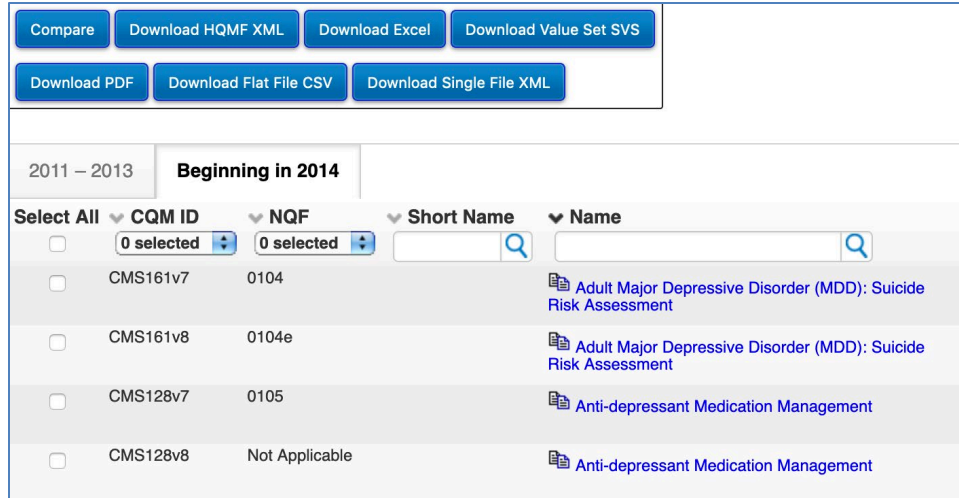 Compare Download HQMF XML Download Excel Download Value Set SVS
Download PDF Download Flat File CSV Download Single File XML
2011 – 2013 Beginning in 2014
Select All CQM ID NQF Short Name Name
0 selected 0 selected
CMS161v7 0104 Adult Major Depressive Disorder (MDD): Suicide
Risk Assessment
CMS161v8 0104e Adult Major Depressive Disorder (MDD): Suicide
Risk Assessment
CMS128v7 0105 Anti-depressant Medication Management
CMS128v8 Not Applicable Anti-depressant Medication Management